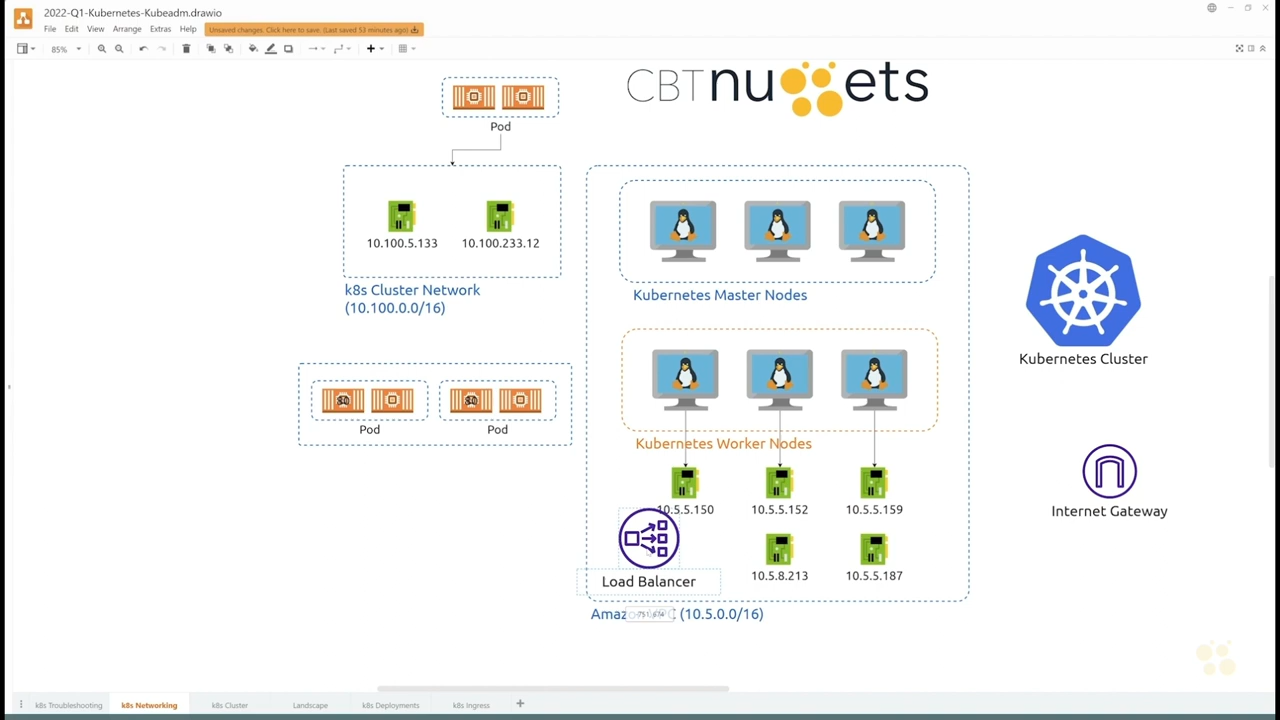 2022-Q1-Kubernetes-Kubeadm.drawio
File Edit View Arrange Extras Help Unsaved changes. Click here to save. (Last saved 53 minutes ago)
85%
CBTnuggets
Pod
10.100.5.133 10.100.233.12
k8s Cluster Network
(10.100.0.0/16)
Kubernetes Master Nodes
Kubernetes Cluster
80 80
Pod Pod
Kubernetes Worker Nodes
10.5.5.150 10.5.5.152 10.5.5.159
Internet Gateway
10.5.8.213 10.5.5.187
Load Balancer
(10.5.0.0/16)
k8s Troubleshooting k8s Networking k8s Cluster Landscape k8s Deployments k8s Ingress